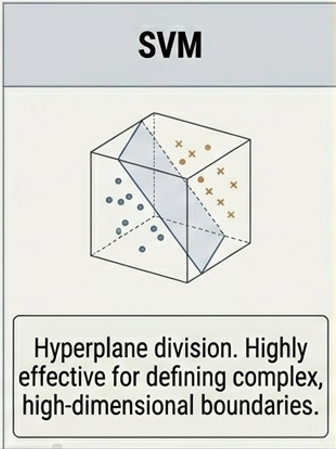 SVM
Hyperplane division. Highly
effective for defining complex,
high-dimensional boundaries.